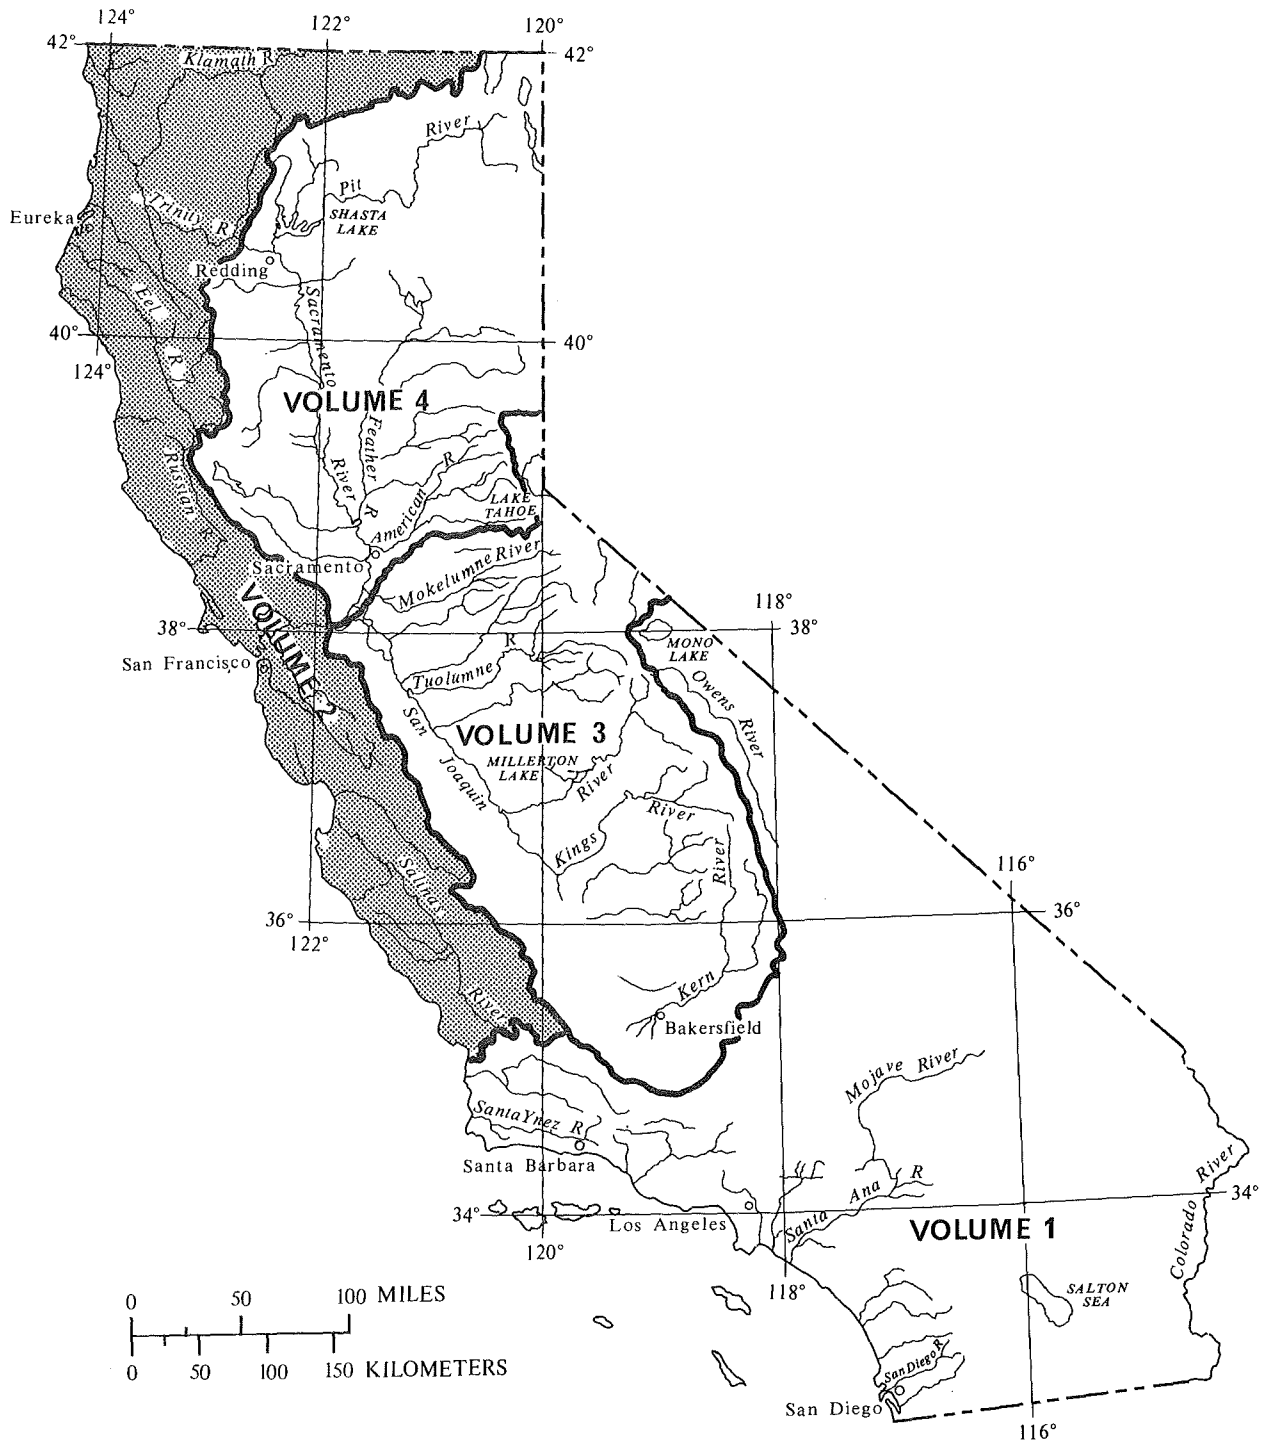 124°
122°
120°
42°
42°
Klamath R
River
Pit
SHASTA
LAKE
Trinity R
Eureka
Redding
Eel
R
Sacramento
River
40°
40°
124°
VOLUME 4
Feather
R
American
R
LAKE
TAHOE
Russian
R
Sacramento
Mokelumne River
118°
38°
38°
VOLUME 2
MONO
LAKE
San Francisco
Tuolumne
R
Owens River
San
Joaquin
River
VOLUME 3
MILLERTON
LAKE
Kings
River
River
Kern
Salinas
River
116°
36°
36°
122°
Bakersfield
Mojave River
Santa Ynez R
Santa Barbara
Santa Ana R
Colorado River
34°
34°
Los Angeles
VOLUME 1
120°
118°
SALTON
SEA
0 50 100 MILES
0 50 100 150 KILOMETERS
San Diego R
San Diego
116°